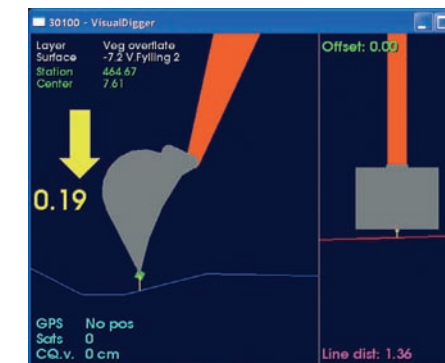 30100 - VisualDigger
Layer Veg overflate
Surface -7.2 V.Fylling 2
Station 464.67
Center 7.61
0.19
GPS No pos
Sats 0
CQ.v. 0 cm
Offset: 0.00
Line dist: 1.36